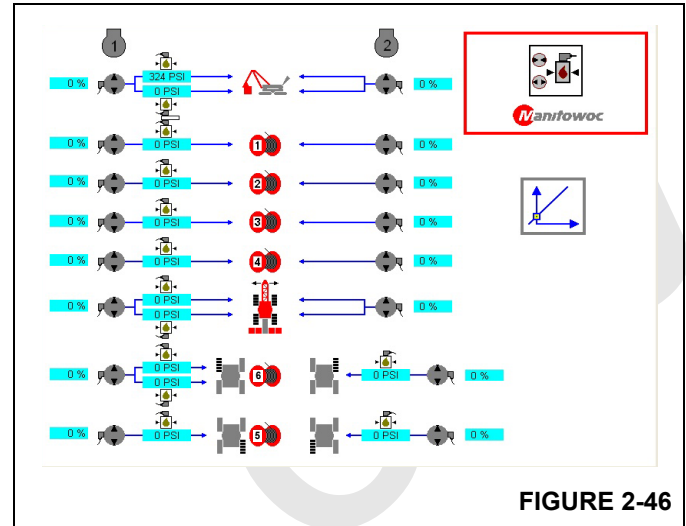 1 2
0 % 324 PSI 0 %
0 PSI
Manitowoc
0 % 0 PSI 1 0 %
0 % 0 PSI 2 0 %
0 % 0 PSI 3 0 %
0 % 0 PSI 4 0 %
0 % 0 PSI 0 %
0 PSI
0 % 0 PSI 6 0 PSI 0 %
0 PSI
0 % 0 PSI 5 0 PSI 0 %
FIGURE 2-46